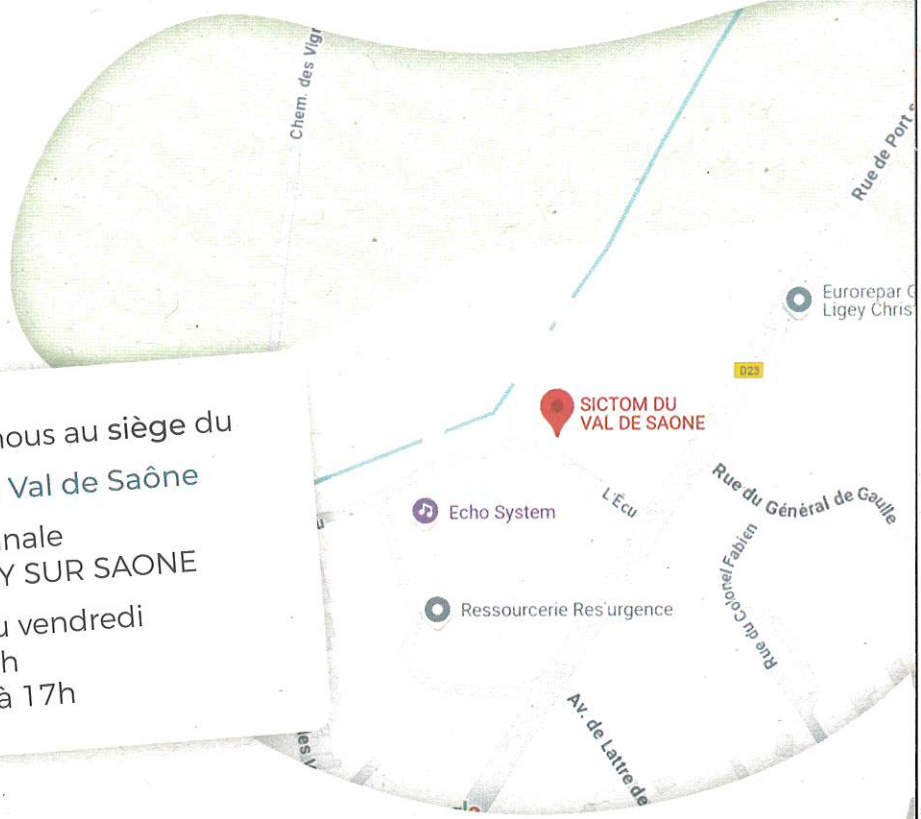 Chem. des Vigr
Rue de Port
Eurorepar
Ligey Chris
D23
SICTOM DU
VAL DE SAONE
nous au siège du
Val de Saône
nale
Y SUR SAONE
u vendredi
h
à 17h
Echo System
L'Écu
Rue du Général de Gaulle
Rue du Colonel Fabien
Ressourcerie Res'urgence
Av. de Lattre de